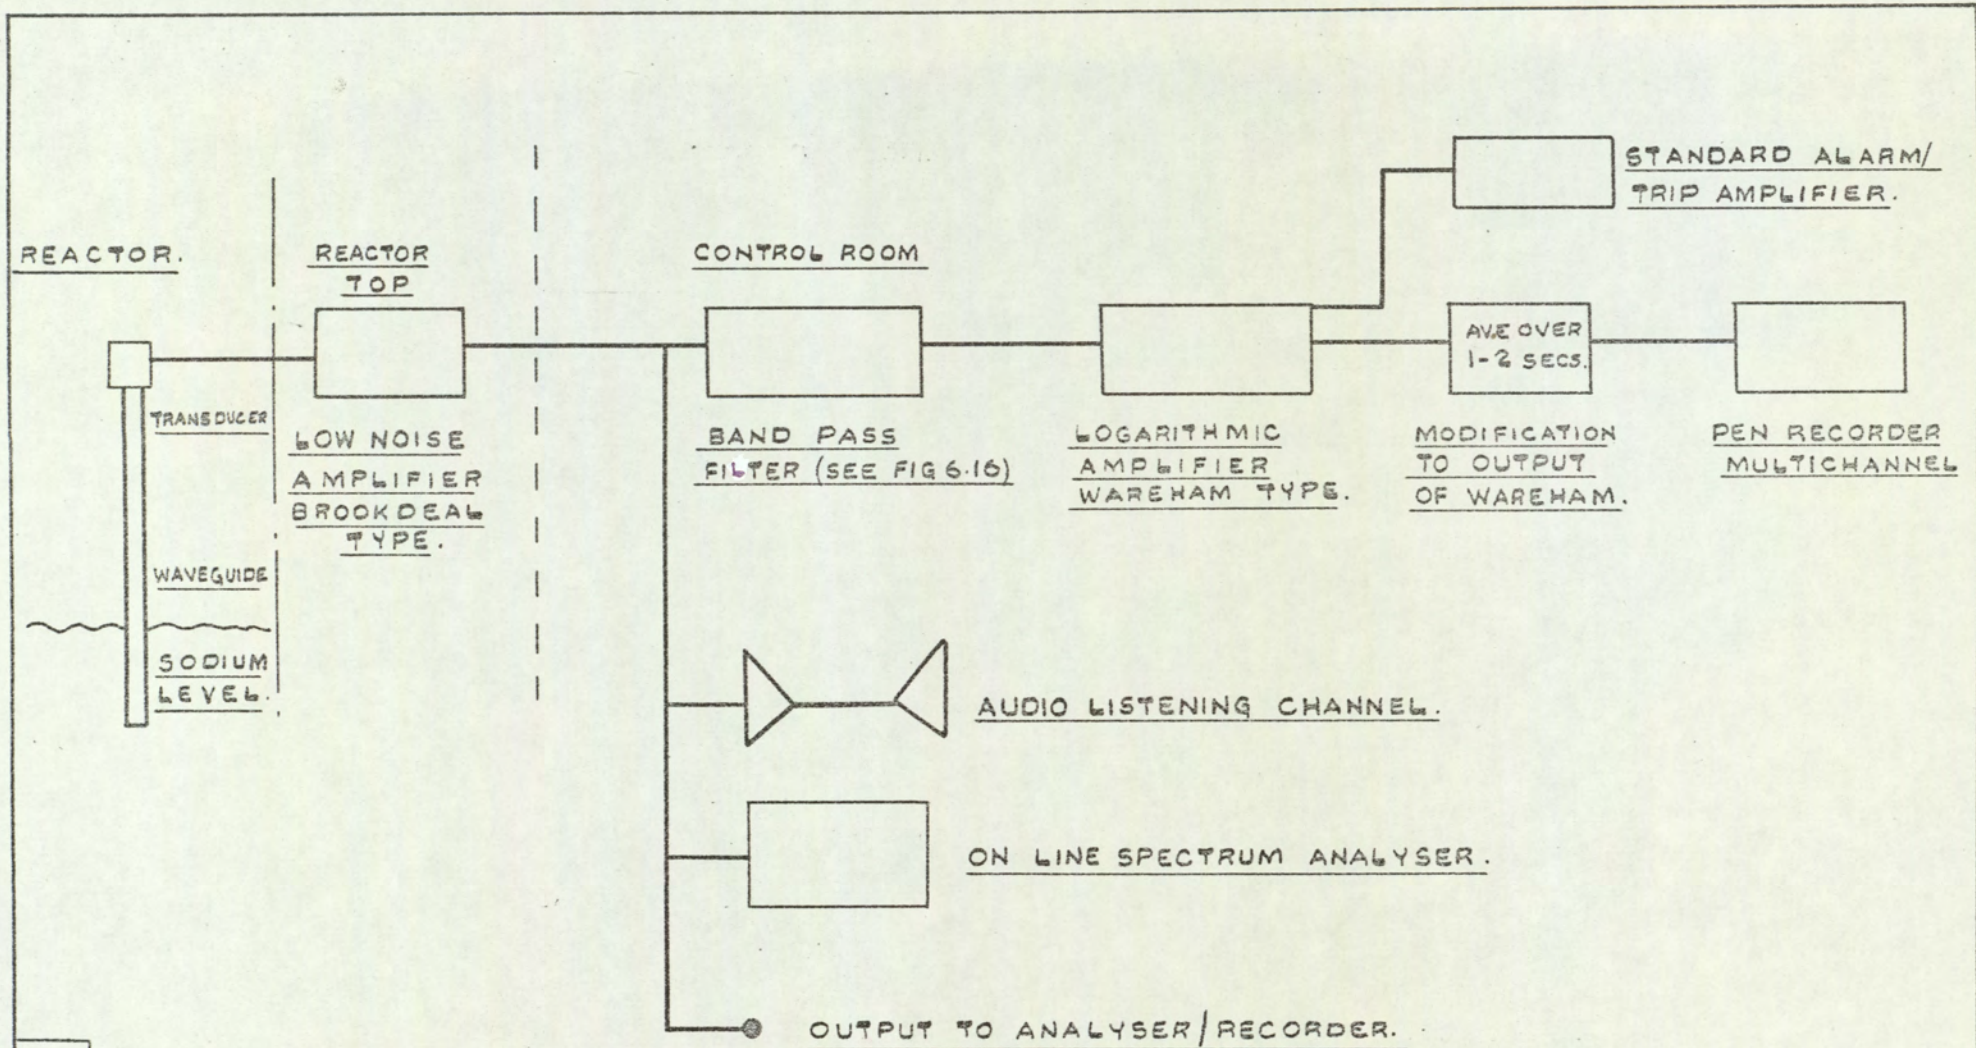 REACTOR.
REACTOR
TOP
CONTROL ROOM
STANDARD ALARM/
TRIP AMPLIFIER.
AVE OVER
1-2 SECS.
TRANSDUCER
LOW NOISE
AMPLIFIER
BROOKDEAL
TYPE.
BAND PASS
FILTER (SEE FIG 6.16)
LOGARITHMIC
AMPLIFIER
WAREHAM TYPE.
MODIFICATION
TO OUTPUT
OF WAREHAM.
PEN RECORDER
MULTICHANNEL
WAVEGUIDE
SODIUM
LEVEL.
AUDIO LISTENING CHANNEL.
ON LINE SPECTRUM ANALYSER.
OUTPUT TO ANALYSER/RECORDER.